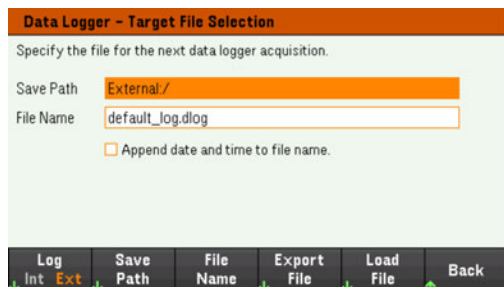 Data Logger - Target File Selection
Specify the file for the next data logger acquisition.
Save Path External:/
File Name default_log.dlog
Append date and time to file name.
Log Save File Export Load Back
Int Ext Path Name File File